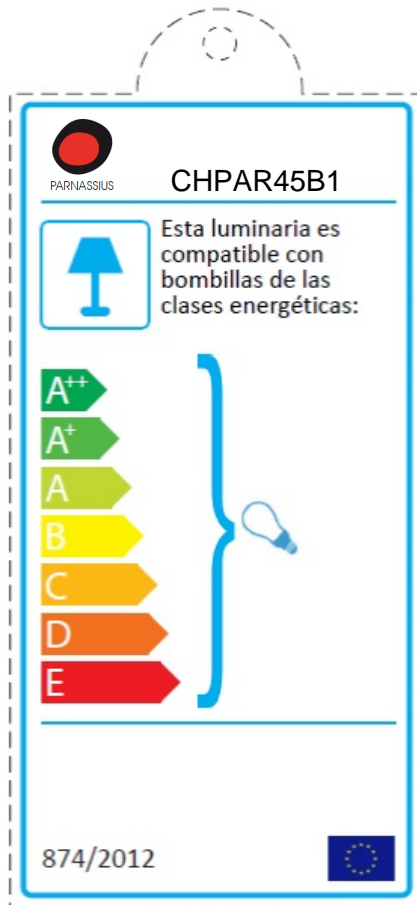 PARNASSIUS
CHPAR45B1
Esta luminaria es
compatible con
bombillas de las
clases energéticas:
A++
A+
A
B
C
D
E
874/2012